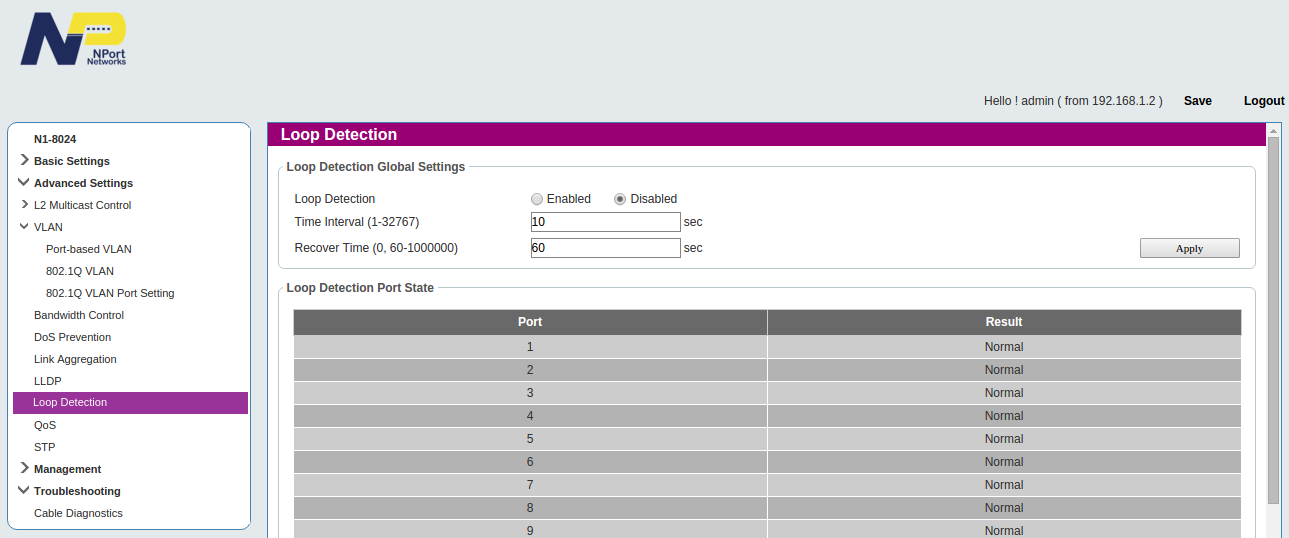 NPort
Networks
Hello ! admin ( from 192.168.1.2 ) Save Logout
N1-8024
Basic Settings
Advanced Settings
L2 Multicast Control
VLAN
Port-based VLAN
802.1Q VLAN
802.1Q VLAN Port Setting
Bandwidth Control
DoS Prevention
Link Aggregation
LLDP
Loop Detection
QoS
STP
Management
Troubleshooting
Cable Diagnostics
Loop Detection
Loop Detection Global Settings
Loop Detection Enabled Disabled
Time Interval (1-32767) 10 sec
Recover Time (0, 60-1000000) 60 sec Apply
Loop Detection Port State
Port Result
1 Normal
2 Normal
3 Normal
4 Normal
5 Normal
6 Normal
7 Normal
8 Normal
9 Normal